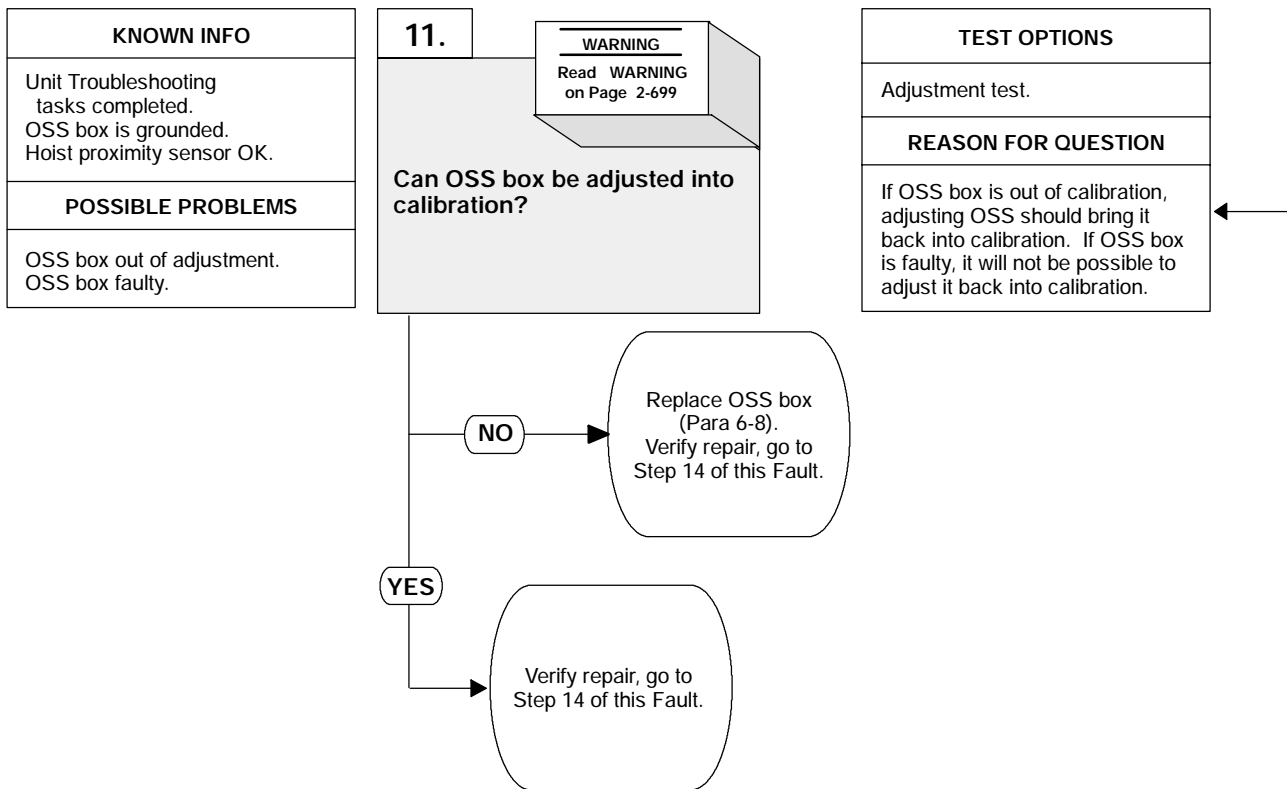 KNOWN INFO
Unit Troubleshooting
tasks completed.
OSS box is grounded.
Hoist proximity sensor OK.
POSSIBLE PROBLEMS
OSS box out of adjustment.
OSS box faulty.
11.
WARNING
Read WARNING
on Page 2-699
Can OSS box be adjusted into
calibration?
TEST OPTIONS
Adjustment test.
REASON FOR QUESTION
If OSS box is out of calibration,
adjusting OSS should bring it
back into calibration. If OSS box
is faulty, it will not be possible to
adjust it back into calibration.
NO
Replace OSS box
(Para 6-8).
Verify repair, go to
Step 14 of this Fault.
YES
Verify repair, go to
Step 14 of this Fault.